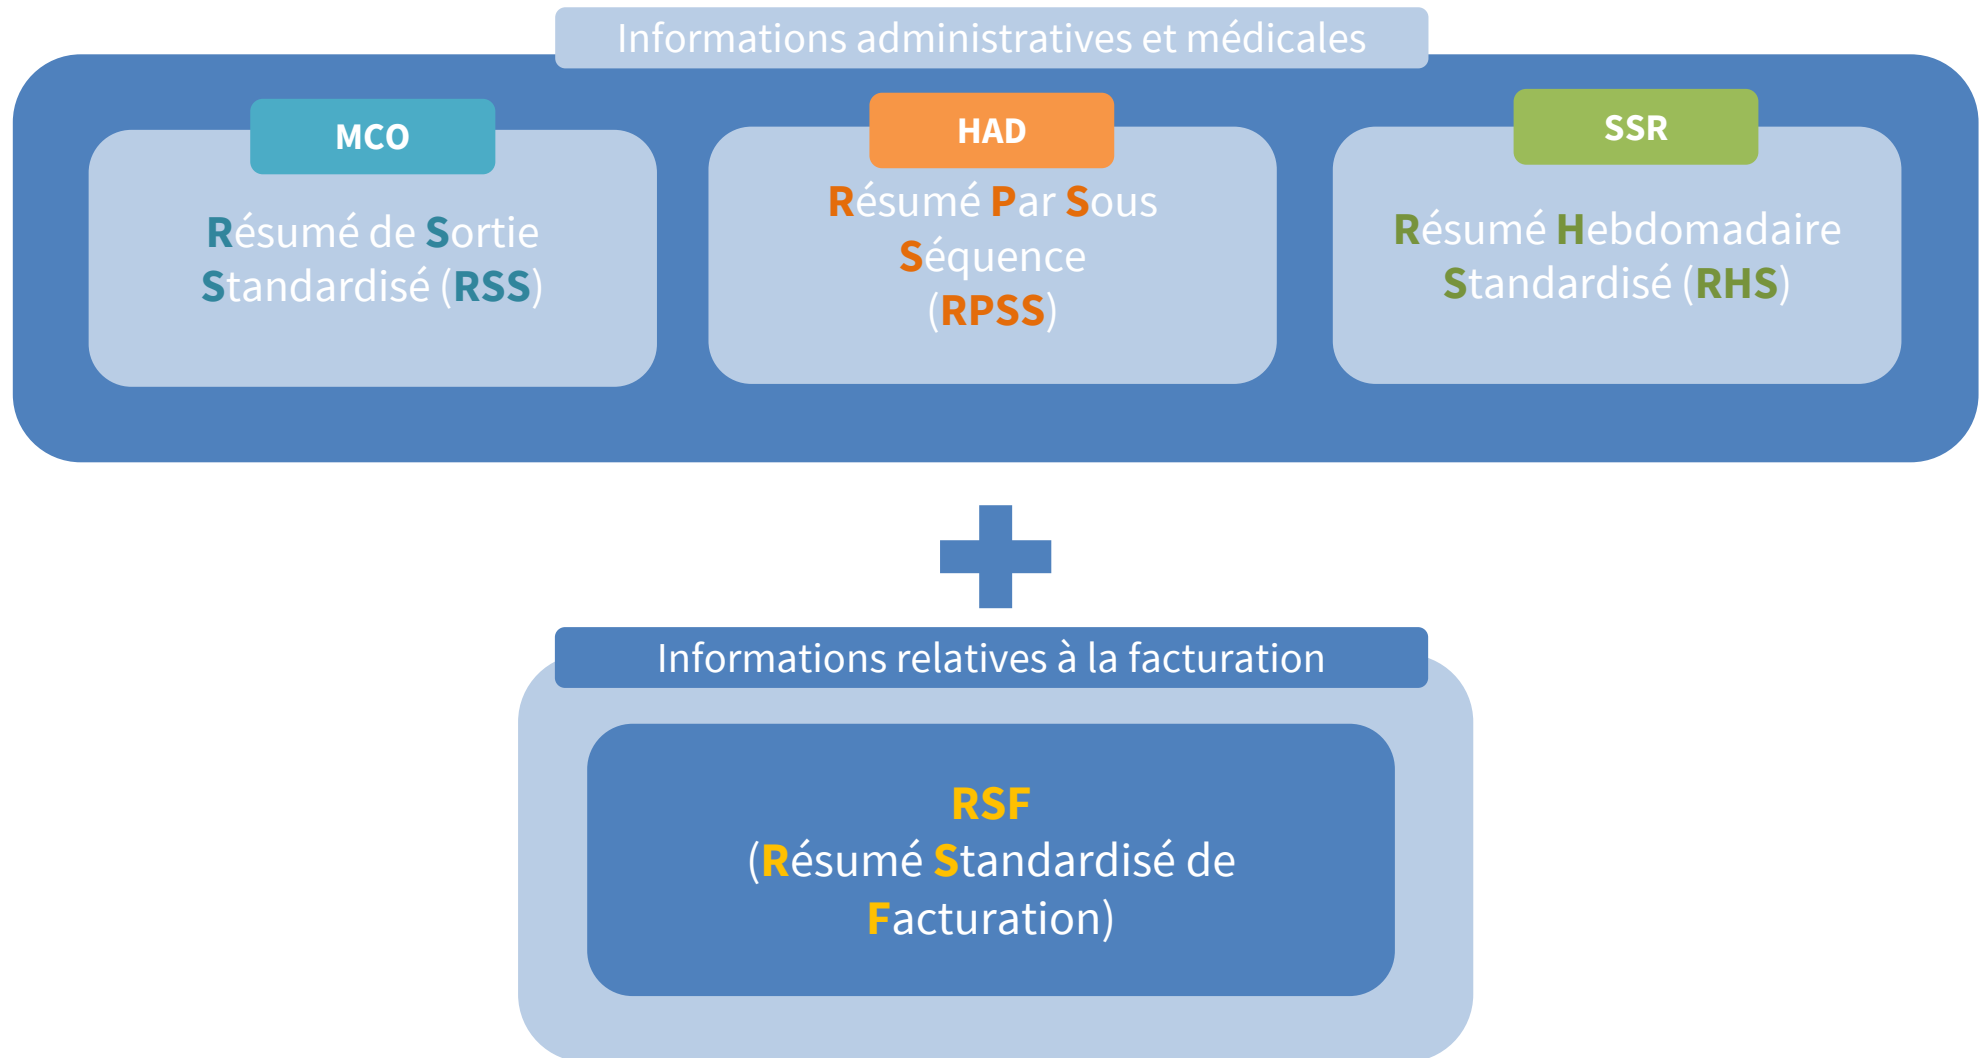 Informations administratives et médicales
MCO
Résumé de Sortie
Standardisé (RSS)
HAD
Résumé Par Sous
Séquence
(RPSS)
SSR
Résumé Hebdomadaire
Standardisé (RHS)
Informations relatives à la facturation
RSF
(Résumé Standardisé de
Facturation)